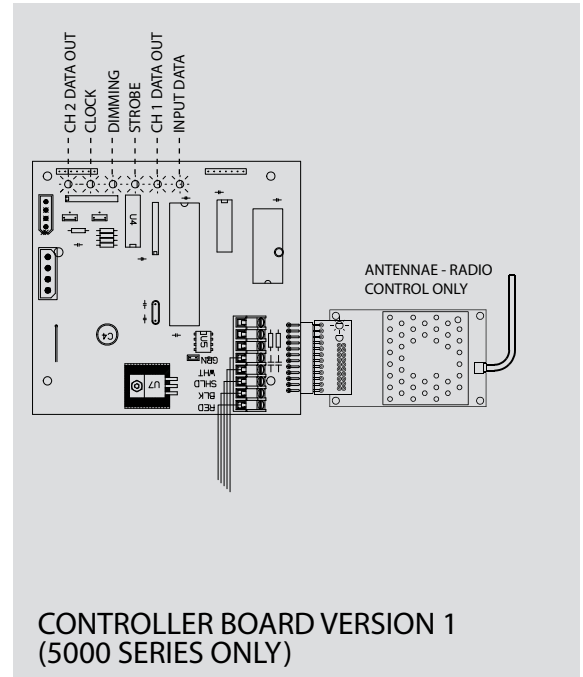 CH 2 DATA OUT
CLOCK
DIMMING
STROBE
CH 1 DATA OUT
INPUT DATA
U4
ANTENNAE - RADIO
CONTROL ONLY
C4
U5
U7
GRN
WHT
SHLD
BLK
RED
CONTROLLER BOARD VERSION 1
(5000 SERIES ONLY)